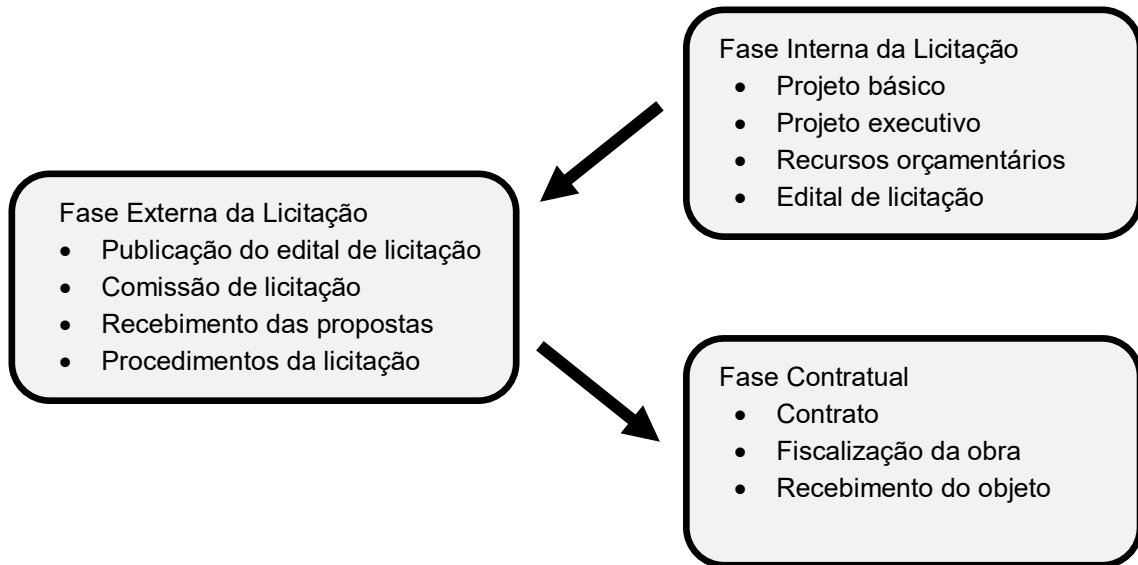 Fase Interna da Licitação
• Projeto básico
• Projeto executivo
• Recursos orçamentários
• Edital de licitação
Fase Externa da Licitação
• Publicação do edital de licitação
• Comissão de licitação
• Recebimento das propostas
• Procedimentos da licitação
Fase Contratual
• Contrato
• Fiscalização da obra
• Recebimento do objeto